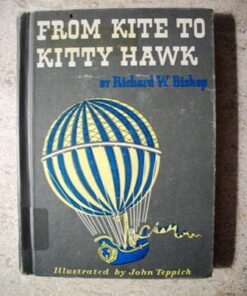 FROM KITE TO
KITTY HAWK
BY Richard W. Bishop
Illustrated by John Teppich